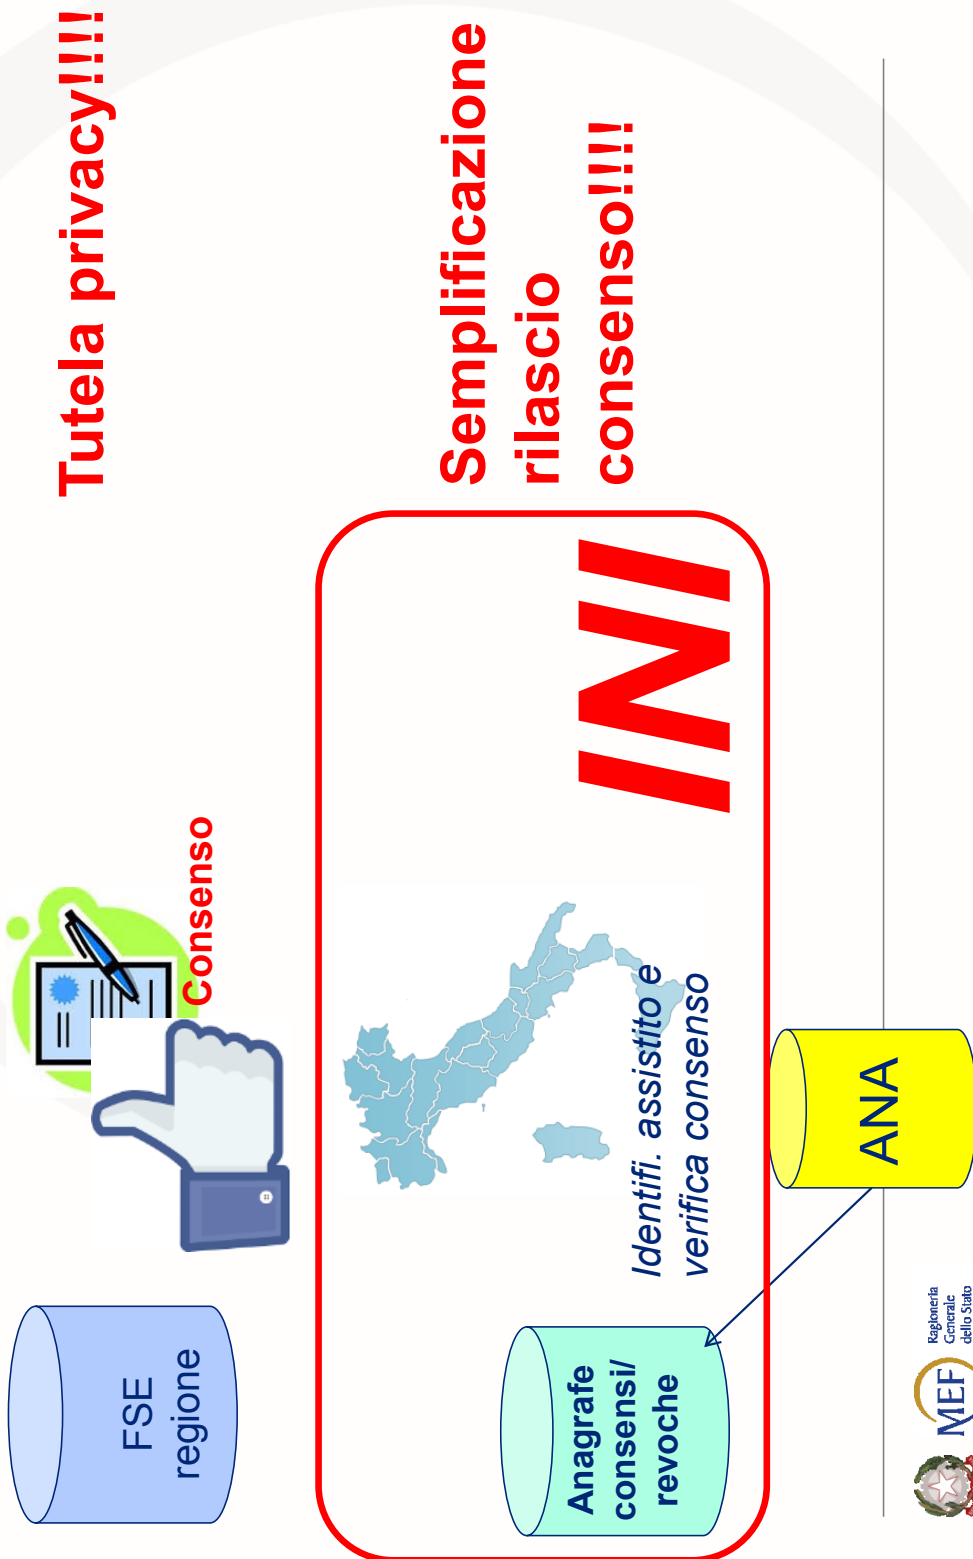 Tutela privacy!!!!
Consenso
FSE
regione
Semplificazione
rilascio
consenso!!!!
INI
Identifi. assistito e
verifica consenso
Anagrafe
consensi/
revoche
ANA
MEF
Ragioneria
Generale
dello Stato